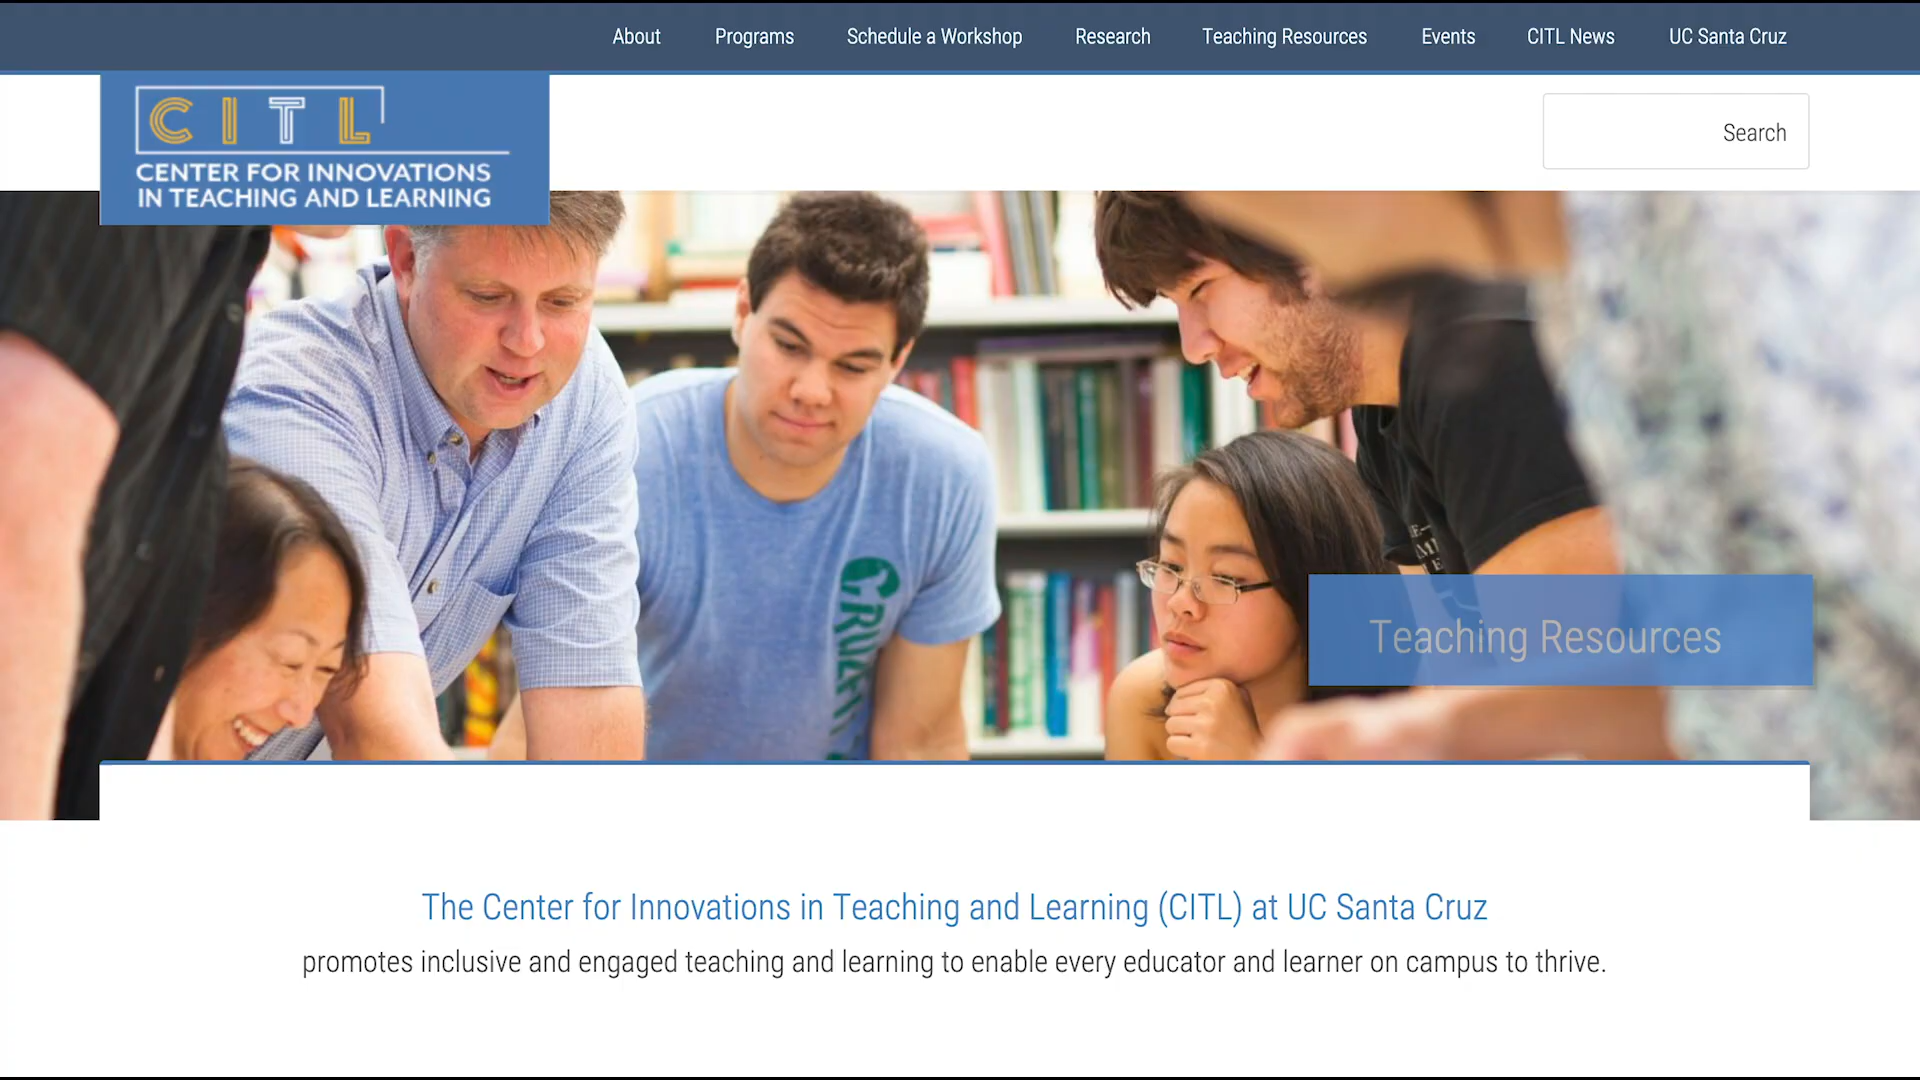 About Programs Schedule a Workshop Research Teaching Resources Events CITL News UC Santa Cruz
CITL
CENTER FOR INNOVATIONS
IN TEACHING AND LEARNING
Search
Teaching Resources
The Center for Innovations in Teaching and Learning (CITL) at UC Santa Cruz
promotes inclusive and engaged teaching and learning to enable every educator and learner on campus to thrive.